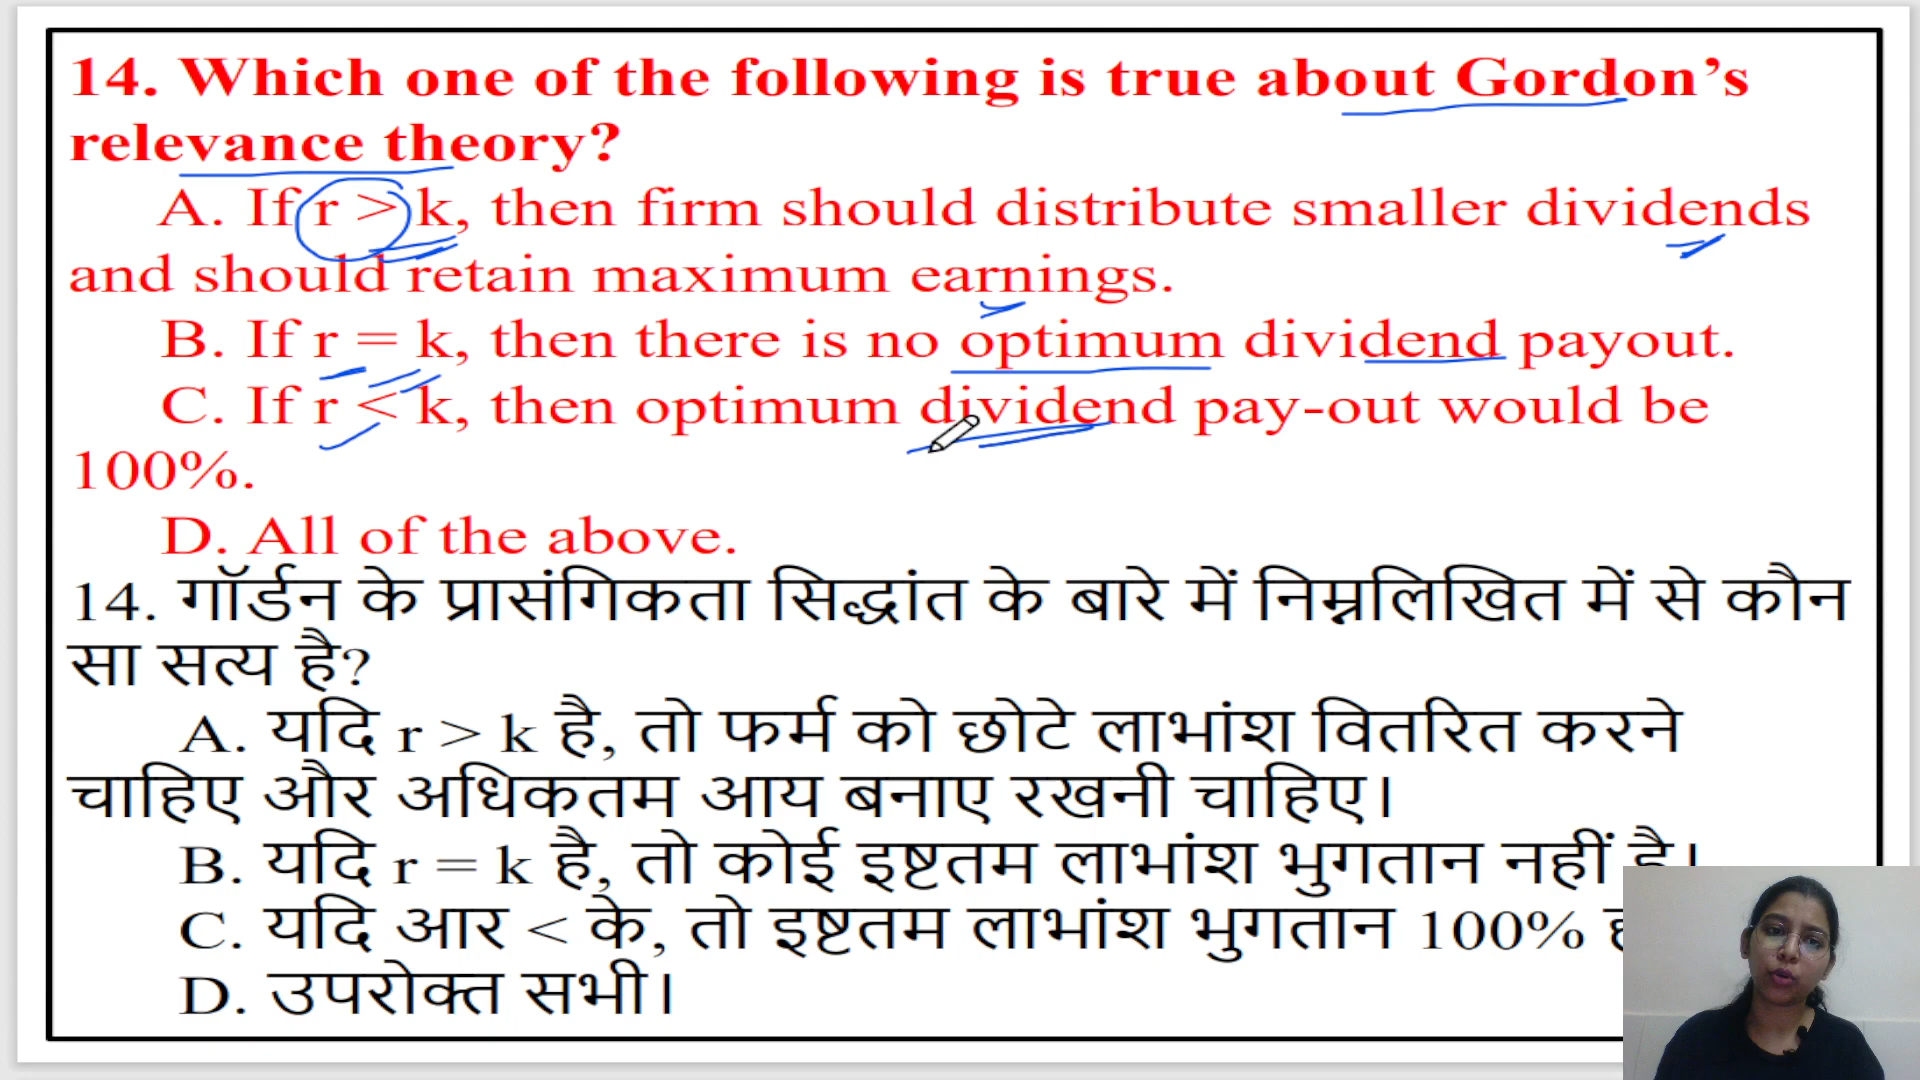 14. Which one of the following is true about Gordon’s
relevance theory?
A. If r > k, then firm should distribute smaller dividends
and should retain maximum earnings.
B. If r = k, then there is no optimum dividend payout.
C. If r < k, then optimum dividend pay-out would be
100%.
D. All of the above.
14. गॉर्डन के प्रासंगिकता सिद्धांत के बारे में निम्नलिखित में से कौन
सा सत्य है?
A. यदि r > k है, तो फर्म को छोटे लाभांश वितरित करने
चाहिए और अधिकतम आय बनाए रखनी चाहिए।
B. यदि r = k है, तो कोई इष्टतम लाभांश भुगतान नहीं है।
C. यदि आर < के, तो इष्टतम लाभांश भुगतान 100%
D. उपरोक्त सभी।